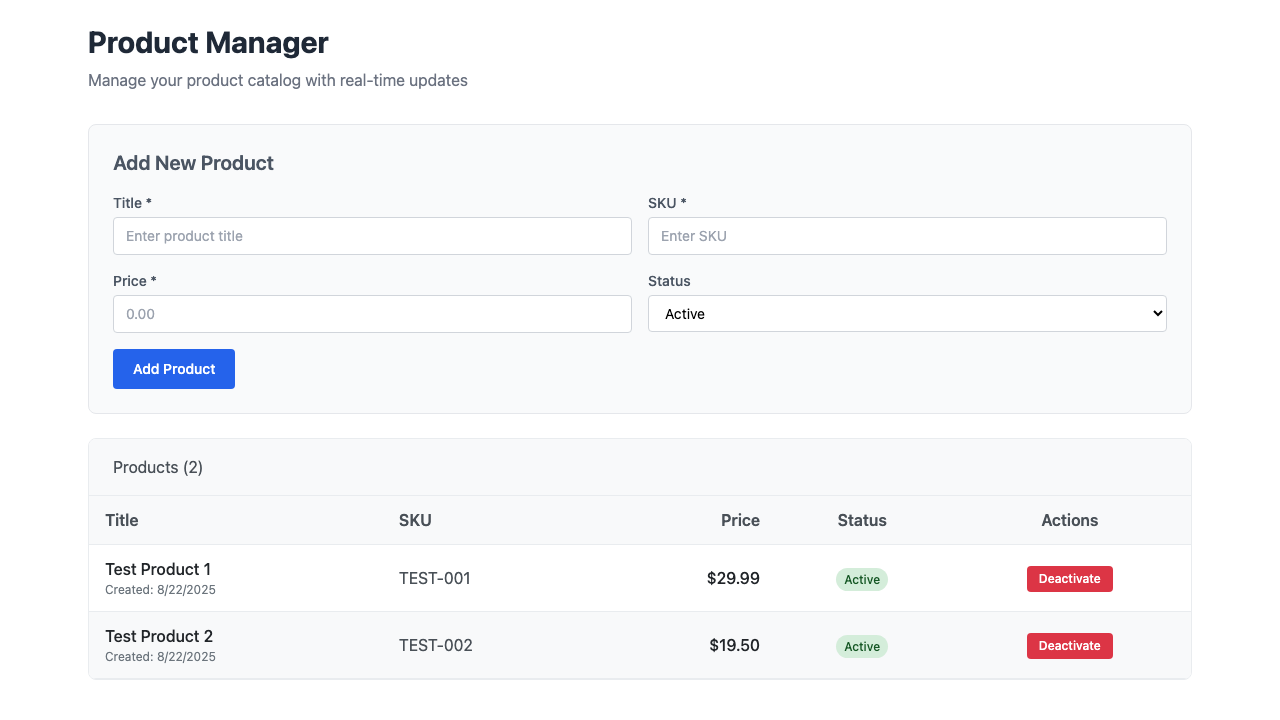 Product Manager
Manage your product catalog with real-time updates
Add New Product
Title * SKU *
Enter product title Enter SKU
Price * Status
0.00 Active
Add Product
Products (2)
Title SKU Price Status Actions
Test Product 1
Created: 8/22/2025
TEST-001 $29.99 Active Deactivate
Test Product 2
Created: 8/22/2025
TEST-002 $19.50 Active Deactivate